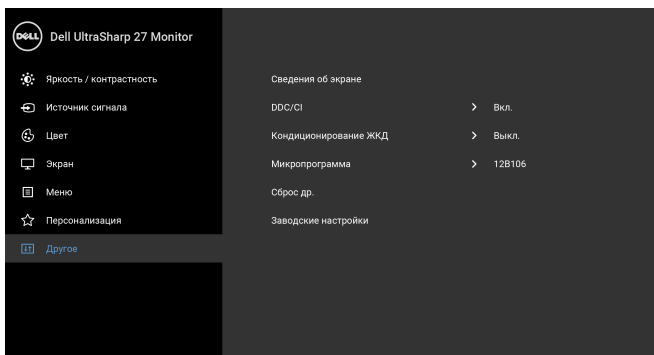 DELL Dell UltraSharp 27 Monitor
Яркость / контрастность
Источник сигнала
Цвет
Экран
Меню
Персонализация
Другое
Сведения об экране
DDC/CI > Вкл.
Кондиционирование ЖКД > Выкл.
Микропрограмма > 12B106
Сброс др.
Заводские настройки